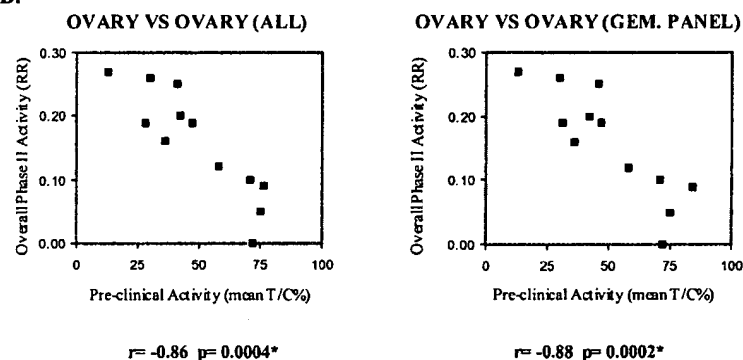 D.
OVARY VS OVARY (ALL)
Overall Phase II Activity (RR)
0.30
0.20
0.10
0.00
0 25 50 75 100
Pre-clinical Activity (mean T/C%)
r= -0.86 p= 0.0004*
OVARY VS OVARY (GEM. PANEL)
Overall Phase II Activity (RR)
0.30
0.20
0.10
0.00
0 25 50 75 100
Pre-clinical Activity (mean T/C%)
r= -0.88 p= 0.0002*